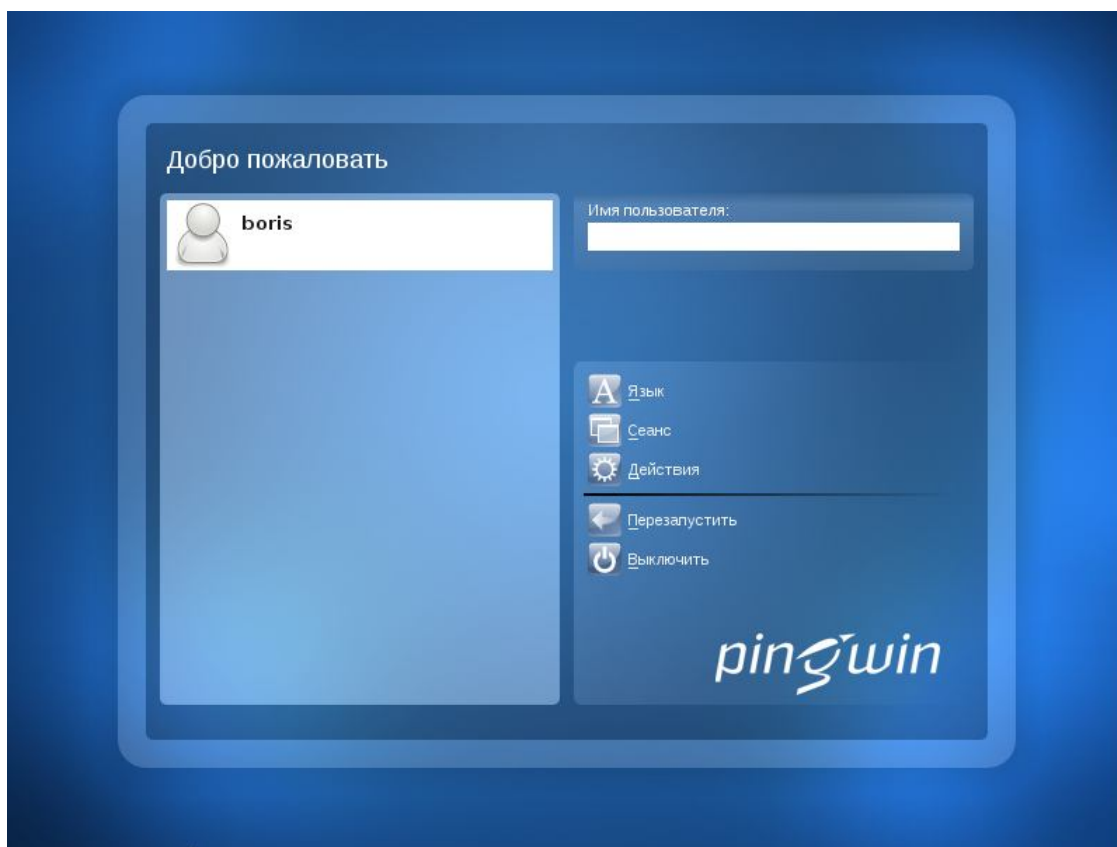 Добро пожаловать
boris
Имя пользователя:
Язык
Сеанс
Действия
Перезапустить
Выключить
pingwin